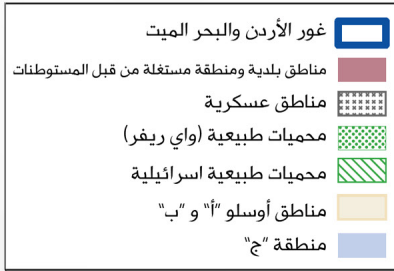 غور الأردن والبحر الميت
مناطق بلدية ومنطقة مستغلة من قبل المستوطنات
مناطق عسكرية
محميات طبيعية (واي ريفر)
محميات طبيعية اسرائيلية
مناطق أوسلو "أ" و "ب"
منطقة "ج"